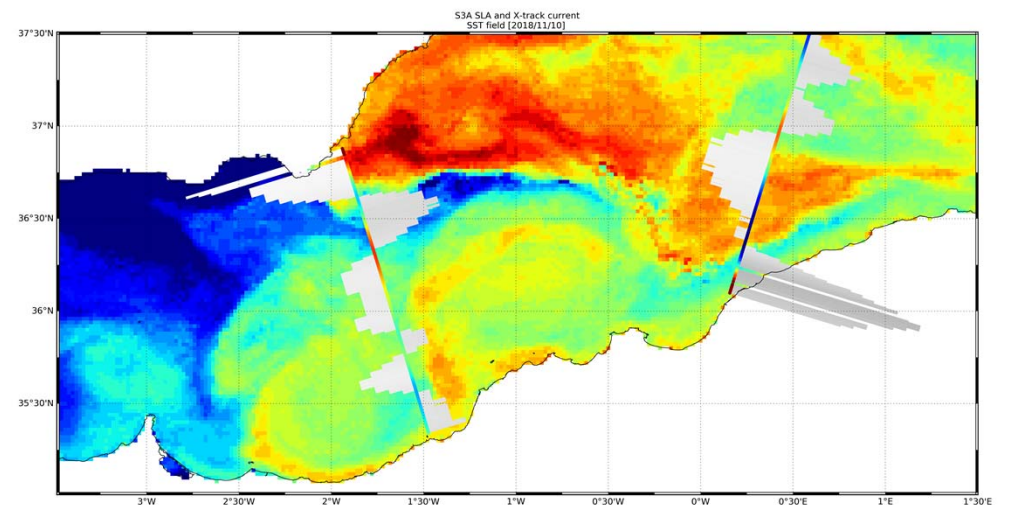 S3A SLA and X-track current
SST field [2018/11/10]
37°30'N
37°N
36°30'N
36°N
35°30'N
3°W 2°30'W 2°W 1°30'W 1°W 0°30'W 0°W 0°30'E 1°E 1°30'E